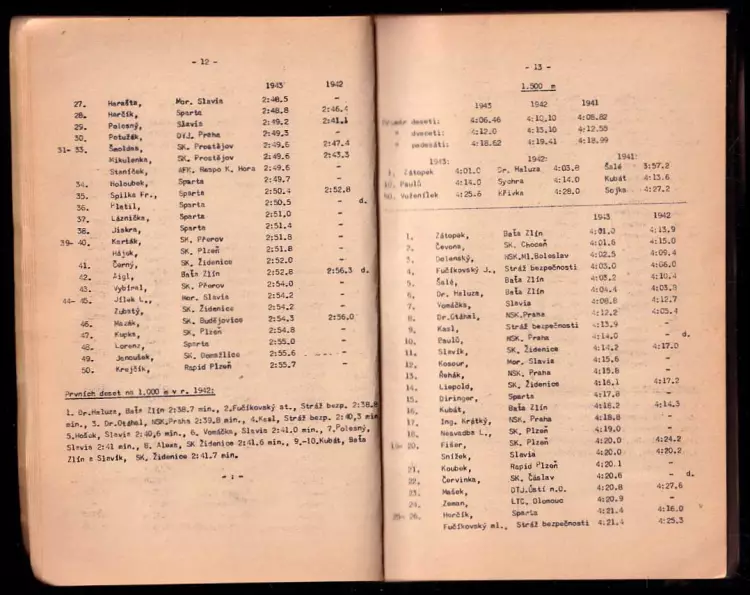 - 12 -
1943 1942
27. Harašta, Mor. Slavia 2:48.5 -
28. Harčík, Sparta 2:48.8 2:46.4
29. Palesný, Slavia 2:49.2 2:41.1
30. Potužák, DTJ. Praha 2:49.3 -
31- 33. Šmoldas, SK. Prostějov 2:49.6 2:47.4
Mikulenka, SK. Prostějov 2:49.6 2:43.3
Staníček, AFK. Haspo K. Hora 2:49.6 -
34. Holoubek, Sparta 2:49.7 -
35. Spilka Fr., Sparta 2:50.4 2:52.8
36. Sparta 2:50.5 - d.
37. Láznička, Sparta 2:51.0 -
38. Jiskra, Sparta 2:51.4 -
39- 40. Karták, SK. Přerov 2:51.8 -
Hájek, SK. Plzeň 2:51.8 -
41. Černý, SK. Židenice 2:52.0 -
42. Aigl, Baťa Zlín 2:52.8 2:56.3 d.
43. Vybíral, SK. Přerov 2:54.0 -
44- 45. Jílek L., Mor. Slavia 2:54.2 -
Zubatý, SK. Židenice 2:54.2 -
46. Mazák, SK. Budějovice 2:54.3 2:56.0
47. Kupka, SK. Plzeň 2:54.8 -
48. Lorenz, Sparta 2:55.0 -
49. Janoušek, SK. Domažlice 2:55.6 -
50. Krejčík, Rapid Plzeň 2:55.7 -
Prvních deset na 1.000 m v r. 1942:
1. Dr.Haluza, Baťa Zlín 2:38.7 min., 2.Fučíkovský st., Stráž bezp. 2:38.8
min., 3. Dr.Otáhal, NSK.Praha 2:39.8 min., 4.Kasl, Stráž bezp. 2:40,3 min
5.Hošek, Slavia 2:40,6 min., 6. Vomáčka, Slavia 2:41.0 min., 7.Palesný,
Slavia 2:41 min., 8. Alexa, SK Židenice 2:41.6 min., 9.-10.Kubát, Baťa
Zlín a Slavík, SK. Židenice 2:41.7 min.
- : -
- 13 -
1.500 m
1943 1942 1941
deseti: 4:06.46 4:10.10 4:08.82
" dvaceti: 4:12.0 4:13.10 4:12.55
" padesáti: 4:18.62 4:19.41 4:18.99
1943: 1942: 1941:
1. Zátopek 4:01.0 Dr. Haluza 4:03.8 Šalé 3:57.2
10. Paulů 4:14.0 Sýohra 4:14.0 Kubát 4:13.6
50. Voženílek 4:25.6 Křivka 4:28.0 Sojka 4:27.2
1943 1942
1. Zátopek, Baťa Zlín 4:01.0 4:13.9
2. Čevona, SK. Choceň 4:01.6 4:15.0
3. Dolenský, NSK.Ml.Boleslav 4:02.5 4:09.4
4. Fučíkovský J., Stráž bezpečnosti 4:03.0 4:06.0
5. Šalé, Baťa Zlín 4:03.2 4:10.4
6. Dr. Haluza, Baťa Zlín 4:04.4 4:03.8
7. Vomáčka, Slavia 4:08.8 4:12.7
8. Dr.Otáhal, NSK.Praha 4:12.2 4:05.4
9. Kasl, Stráž bezpečnosti 4:13.9 -
10. Paulů, NSK. Praha 4:14.0 - d.
11. Slavík, SK. Židenice 4:14.2 4:17.0
12. Kosour, Mor. Slavia 4:15.6 -
13. Řehák, NSK. Praha 4:15.8 -
14. Liepold, SK. Židenice 4:16.1 4:17.2
15. Diringer, Sparta 4:17.8 -
16. Kubát, Baťa Zlín 4:18.2 4:14.3
17. Ing. Krátký, NSK. Praha 4:18.8 -
18. Nesvadba L., SK. Plzeň 4:19.0 -
19- 20. Fišer, SK. Plzeň 4:20.0 4:24.2
Snížek, Slavia 4:20.0 4:20.2
21. Koubek, Rapid Plzeň 4:20.1 -
22. Červinka, SK. Čáslav 4:20.6 - d.
23. Mašek, DTJ.Ústí n.O. 4:20.8 4:27.6
24. Zeman, LTC. Olomouc 4:20.9 -
25- 26. Harčík, Sparta 4:21.4 4:16.0
Fučíkovský ml., Stráž bezpečnosti 4:21.4 4:25.3